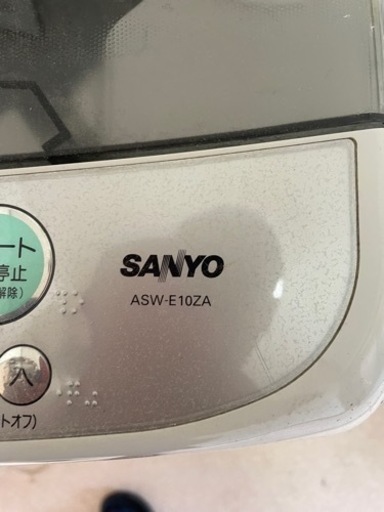 ート
停止
解除)
SANYO
ASW-E10ZA
入
トオフ)